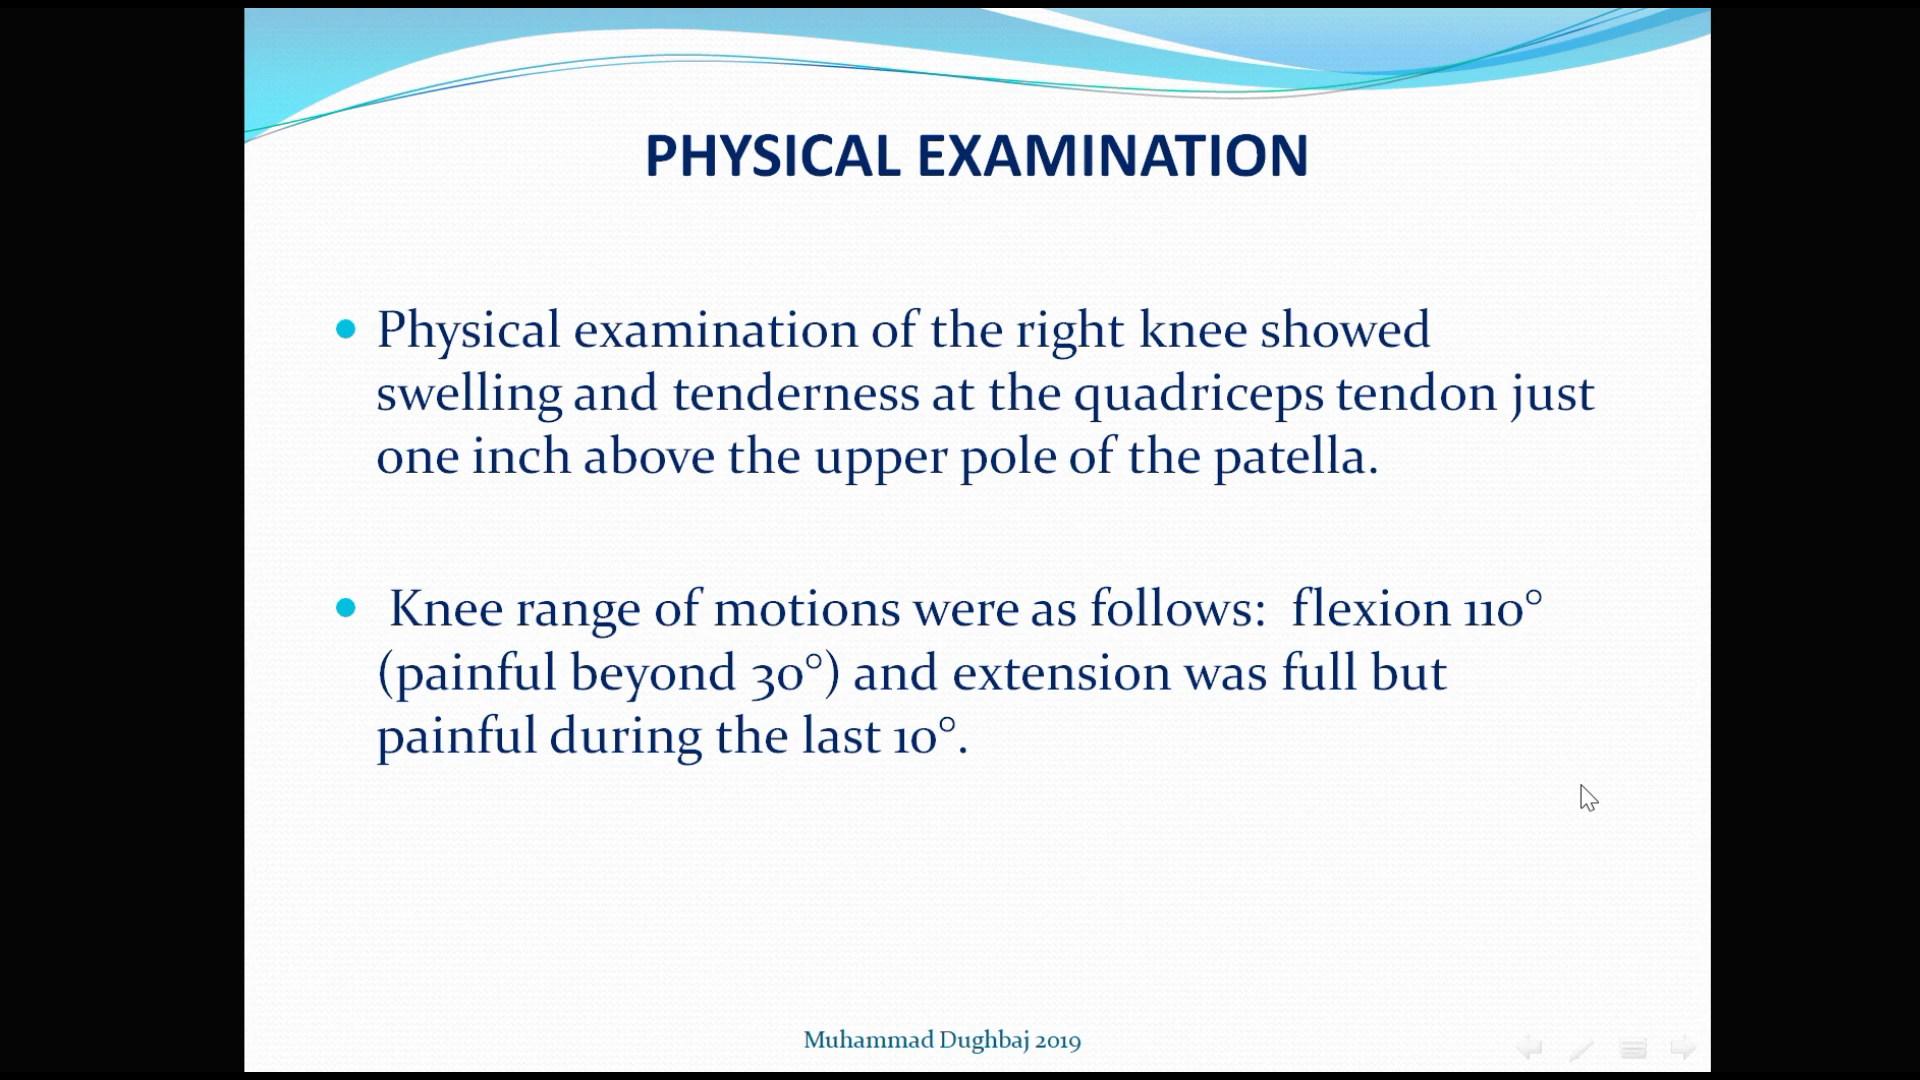 PHYSICAL EXAMINATION
• Physical examination of the right knee showed
swelling and tenderness at the quadriceps tendon just
one inch above the upper pole of the patella.
• Knee range of motions were as follows:  flexion 110°
(painful beyond 30°) and extension was full but
painful during the last 10°.
Muhammad Dughbaj 2019